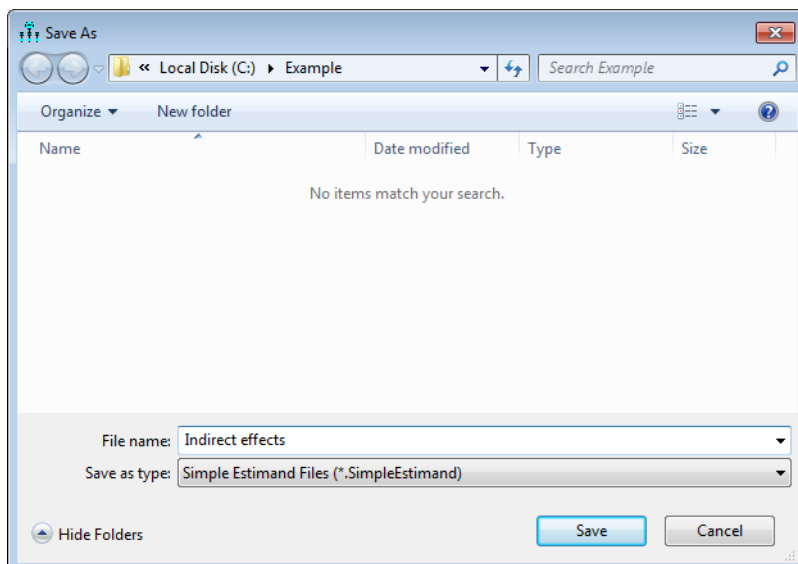 Save As
« Local Disk (C:) Example
Search Example
Organize New folder
Name Date modified Type Size
No items match your search.
File name: Indirect effects
Save as type: Simple Estimand Files (*.SimpleEstimand)
Hide Folders Save Cancel